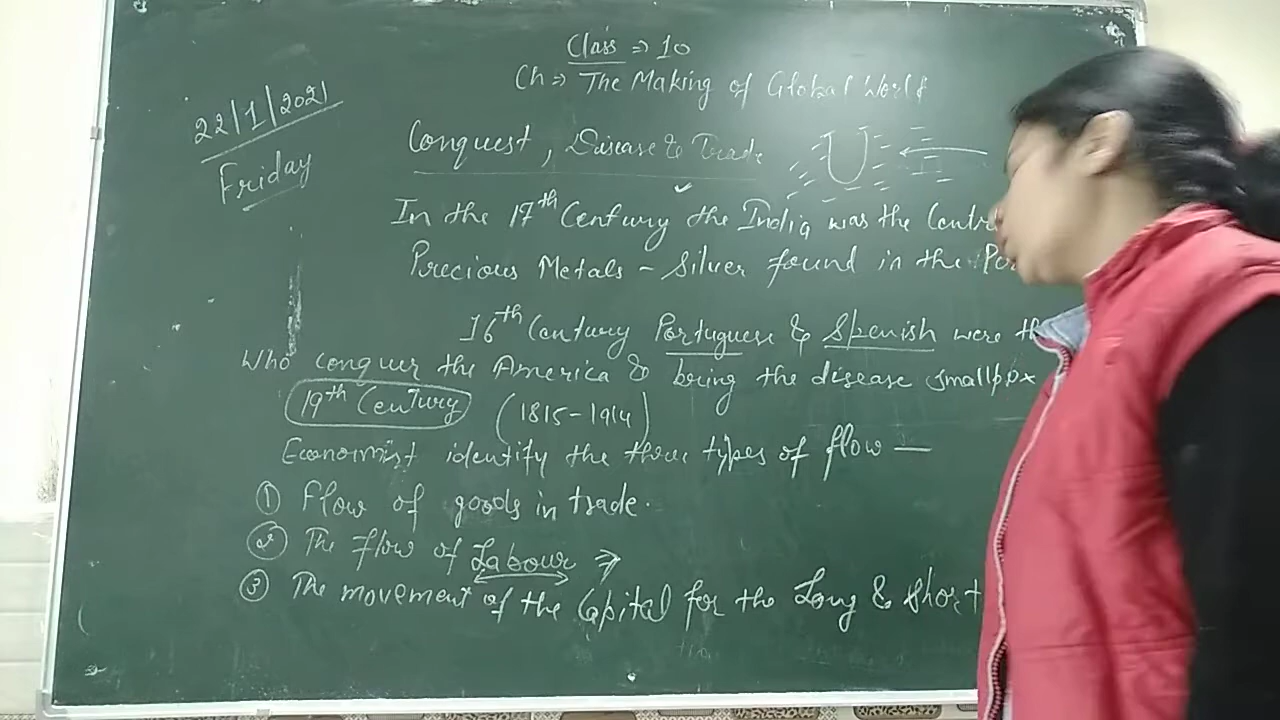 Class ⇒ 10
Ch ⇒ The Making of Global World
22/1/2021
Friday
Conquest, Disease & Trade
In the 17th Century the India was the
Precious Metals - Silver found in the
16th Century Portuguese & Spenish were
Who conquer the America & bring the disease smallpox
19th Century (1815-1914)
Economist identify the three types of flow —
① Flow of goods in trade.
② The flow of Labour ⇒
③ The movement of the Capital for the Long & Short